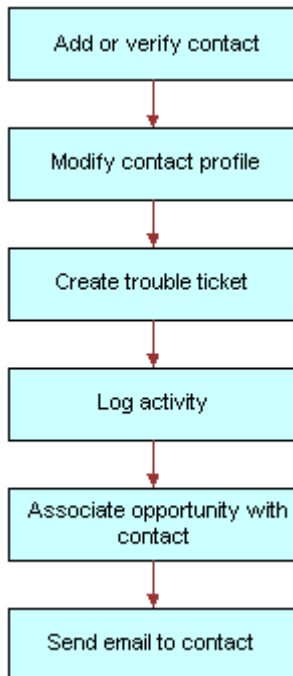 Add or verify contact
Modify contact profile
Create trouble ticket
Log activity
Associate opportunity with
contact
Send email to contact